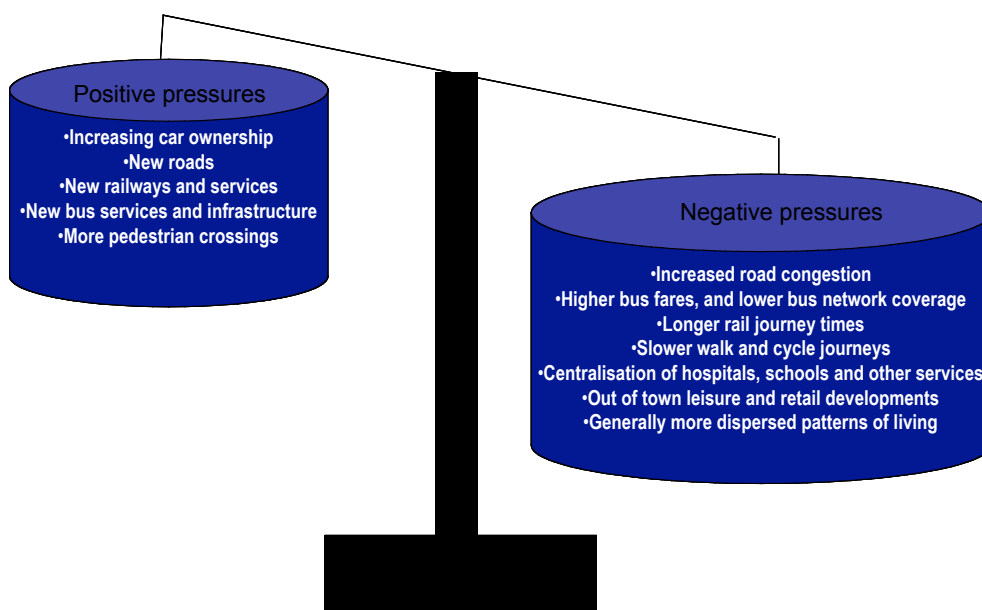 Positive pressures
•Increasing car ownership
•New roads
•New railways and services
•New bus services and infrastructure
•More pedestrian crossings
Negative pressures
•Increased road congestion
•Higher bus fares, and lower bus network coverage
•Longer rail journey times
•Slower walk and cycle journeys
•Centralisation of hospitals, schools and other services
•Out of town leisure and retail developments
•Generally more dispersed patterns of living